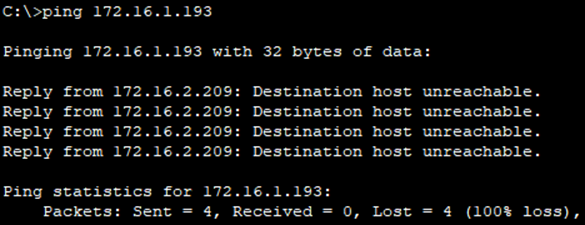 C:\>ping 172.16.1.193
Pinging 172.16.1.193 with 32 bytes of data:
Reply from 172.16.2.209: Destination host unreachable.
Reply from 172.16.2.209: Destination host unreachable.
Reply from 172.16.2.209: Destination host unreachable.
Reply from 172.16.2.209: Destination host unreachable.
Ping statistics for 172.16.1.193:
Packets: Sent = 4, Received = 0, Lost = 4 (100% loss),